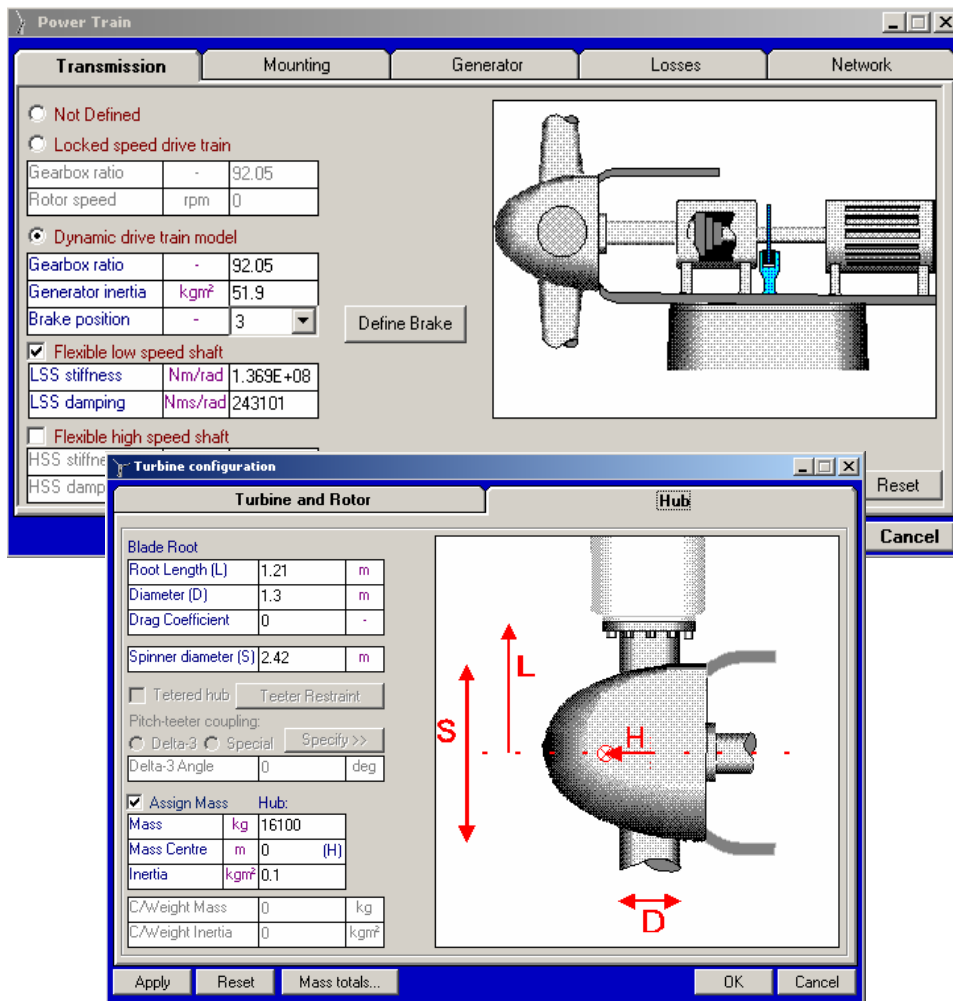 Power Train
Transmission Mounting Generator Losses Network
Not Defined
Locked speed drive train
Gearbox ratio - 92.05
Rotor speed rpm 0
Dynamic drive train model
Gearbox ratio - 92.05
Generator inertia kgm² 51.9
Brake position - 3
Define Brake
Flexible low speed shaft
LSS stiffness Nm/rad 1.369E+08
LSS damping Nms/rad 243101
Flexible high speed shaft
HSS stiffne
HSS damp
Reset
Cancel
Turbine configuration
Turbine and Rotor Hub
Blade Root
Root Length (L) 1.21 m
Diameter (D) 1.3 m
Drag Coefficient 0 -
Spinner diameter (S) 2.42 m
Tetered hub Teeter Restraint
Pitch-teeter coupling:
Delta-3 Special Specify >>
Delta-3 Angle 0 deg
Assign Mass Hub:
Mass kg 16100
Mass Centre m 0 (H)
Inertia kgm² 0.1
C/Weight Mass 0 kg
C/Weight Inertia 0 kgm²
L
S
H
D
Apply Reset Mass totals... OK Cancel